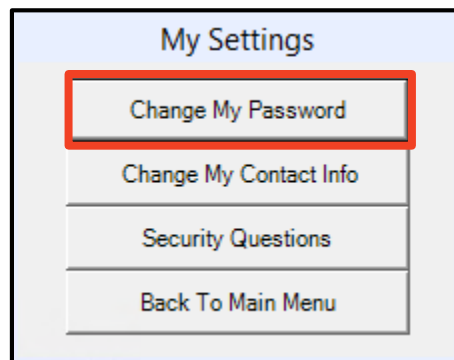 My Settings
Change My Password
Change My Contact Info
Security Questions
Back To Main Menu